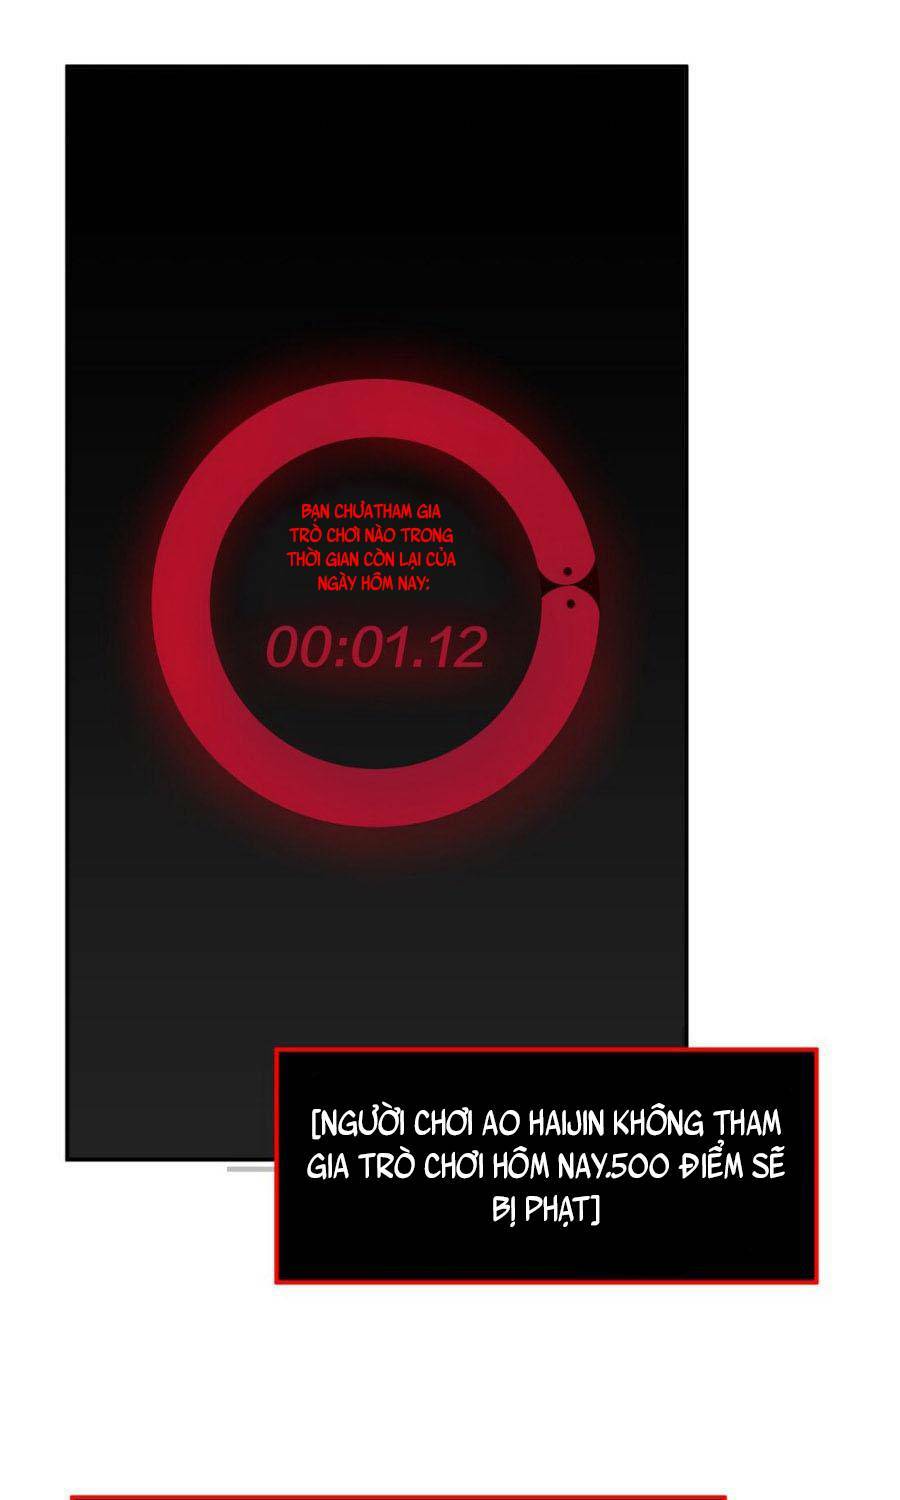 BẠN CHƯATHAM GIA
TRÒ CHƠI NÀO TRONG
THỜI GIAN CÒN LẠI CỦA
NGÀY HÔM NAY:
00:01.12
[NGƯỜI CHƠI AO HAIJIN KHÔNG THAM
GIA TRÒ CHƠI HÔM NAY.500 ĐIỂM SẼ
BỊ PHẠT]